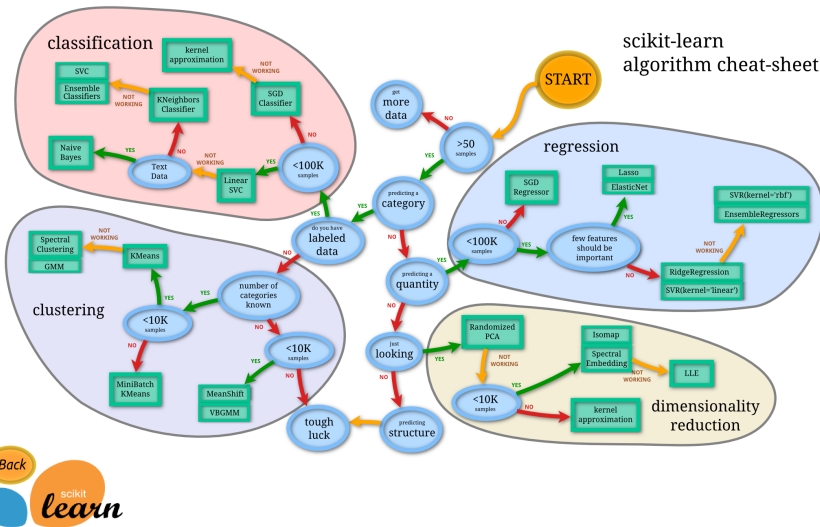 scikit-learn
algorithm cheat-sheet
START
classification
kernel
approximation
NOT
WORKING
SVC
Ensemble
Classifiers
NOT
WORKING
KNeighbors
Classifier
SGD
Classifier
NO
NO
Naive
Bayes
YES
Text
Data
NOT
WORKING
Linear
SVC
YES
<100K
samples
YES
get
more
data
NO
>50
samples
YES
predicting a
category
YES
NO
do you have
labeled
data
NO
regression
SGD
Regressor
NO
<100K
samples
YES
YES
few features
should be
important
YES
Lasso
ElasticNet
NO
RidgeRegression
SVR(kernel='linear')
NOT
WORKING
SVR(kernel='rbf')
EnsembleRegressors
predicting a
quantity
NO
clustering
Spectral
Clustering
GMM
NOT
WORKING
KMeans
YES
number of
categories
known
YES
NO
<10K
samples
NO
MiniBatch
KMeans
<10K
samples
YES
NO
MeanShift
VBGMM
tough
luck
just
looking
YES
NO
predicting
structure
Randomized
PCA
NOT
WORKING
<10K
samples
YES
NO
Isomap
Spectral
Embedding
NOT
WORKING
LLE
kernel
approximation
dimensionality
reduction
Back
scikit
learn